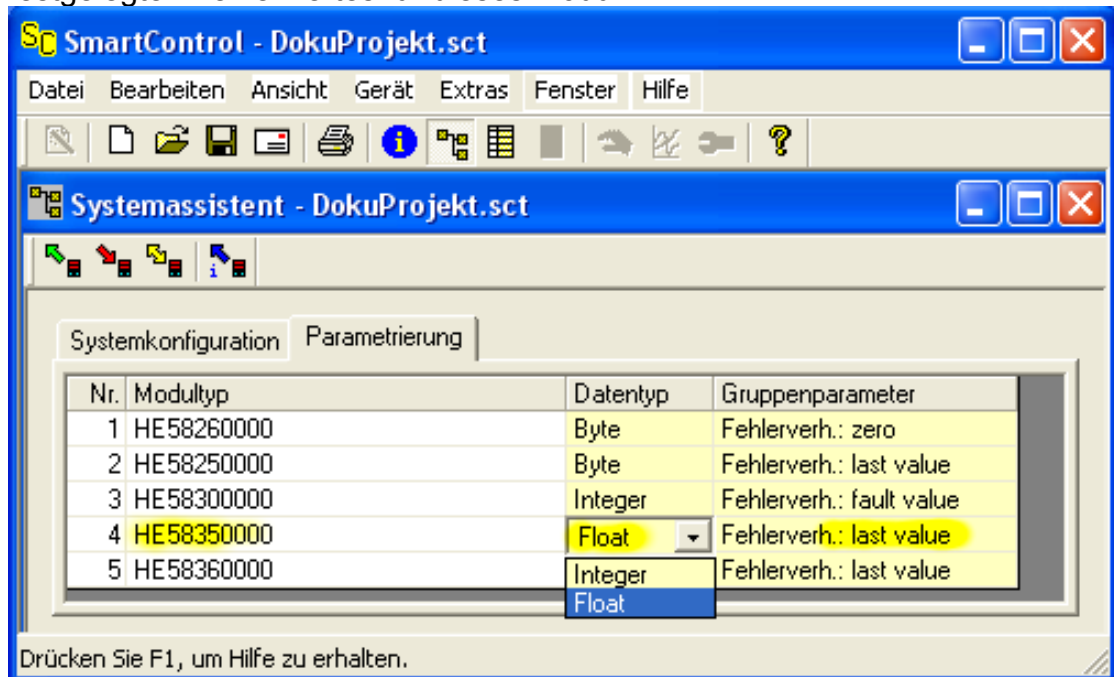 SC SmartControl - DokuProjekt.sct
Datei Bearbeiten Ansicht Gerät Extras Fenster Hilfe
Systemassistent - DokuProjekt.sct
Systemkonfiguration Parametrierung
Nr. Modultyp Datentyp Gruppenparameter
1 HE58260000 Byte Fehlerverh.: zero
2 HE58250000 Byte Fehlerverh.: last value
3 HE58300000 Integer Fehlerverh.: fault value
4 HE58350000 Float Fehlerverh.: last value
5 HE58360000 Integer Fehlerverh.: last value
Float
Drücken Sie F1, um Hilfe zu erhalten.